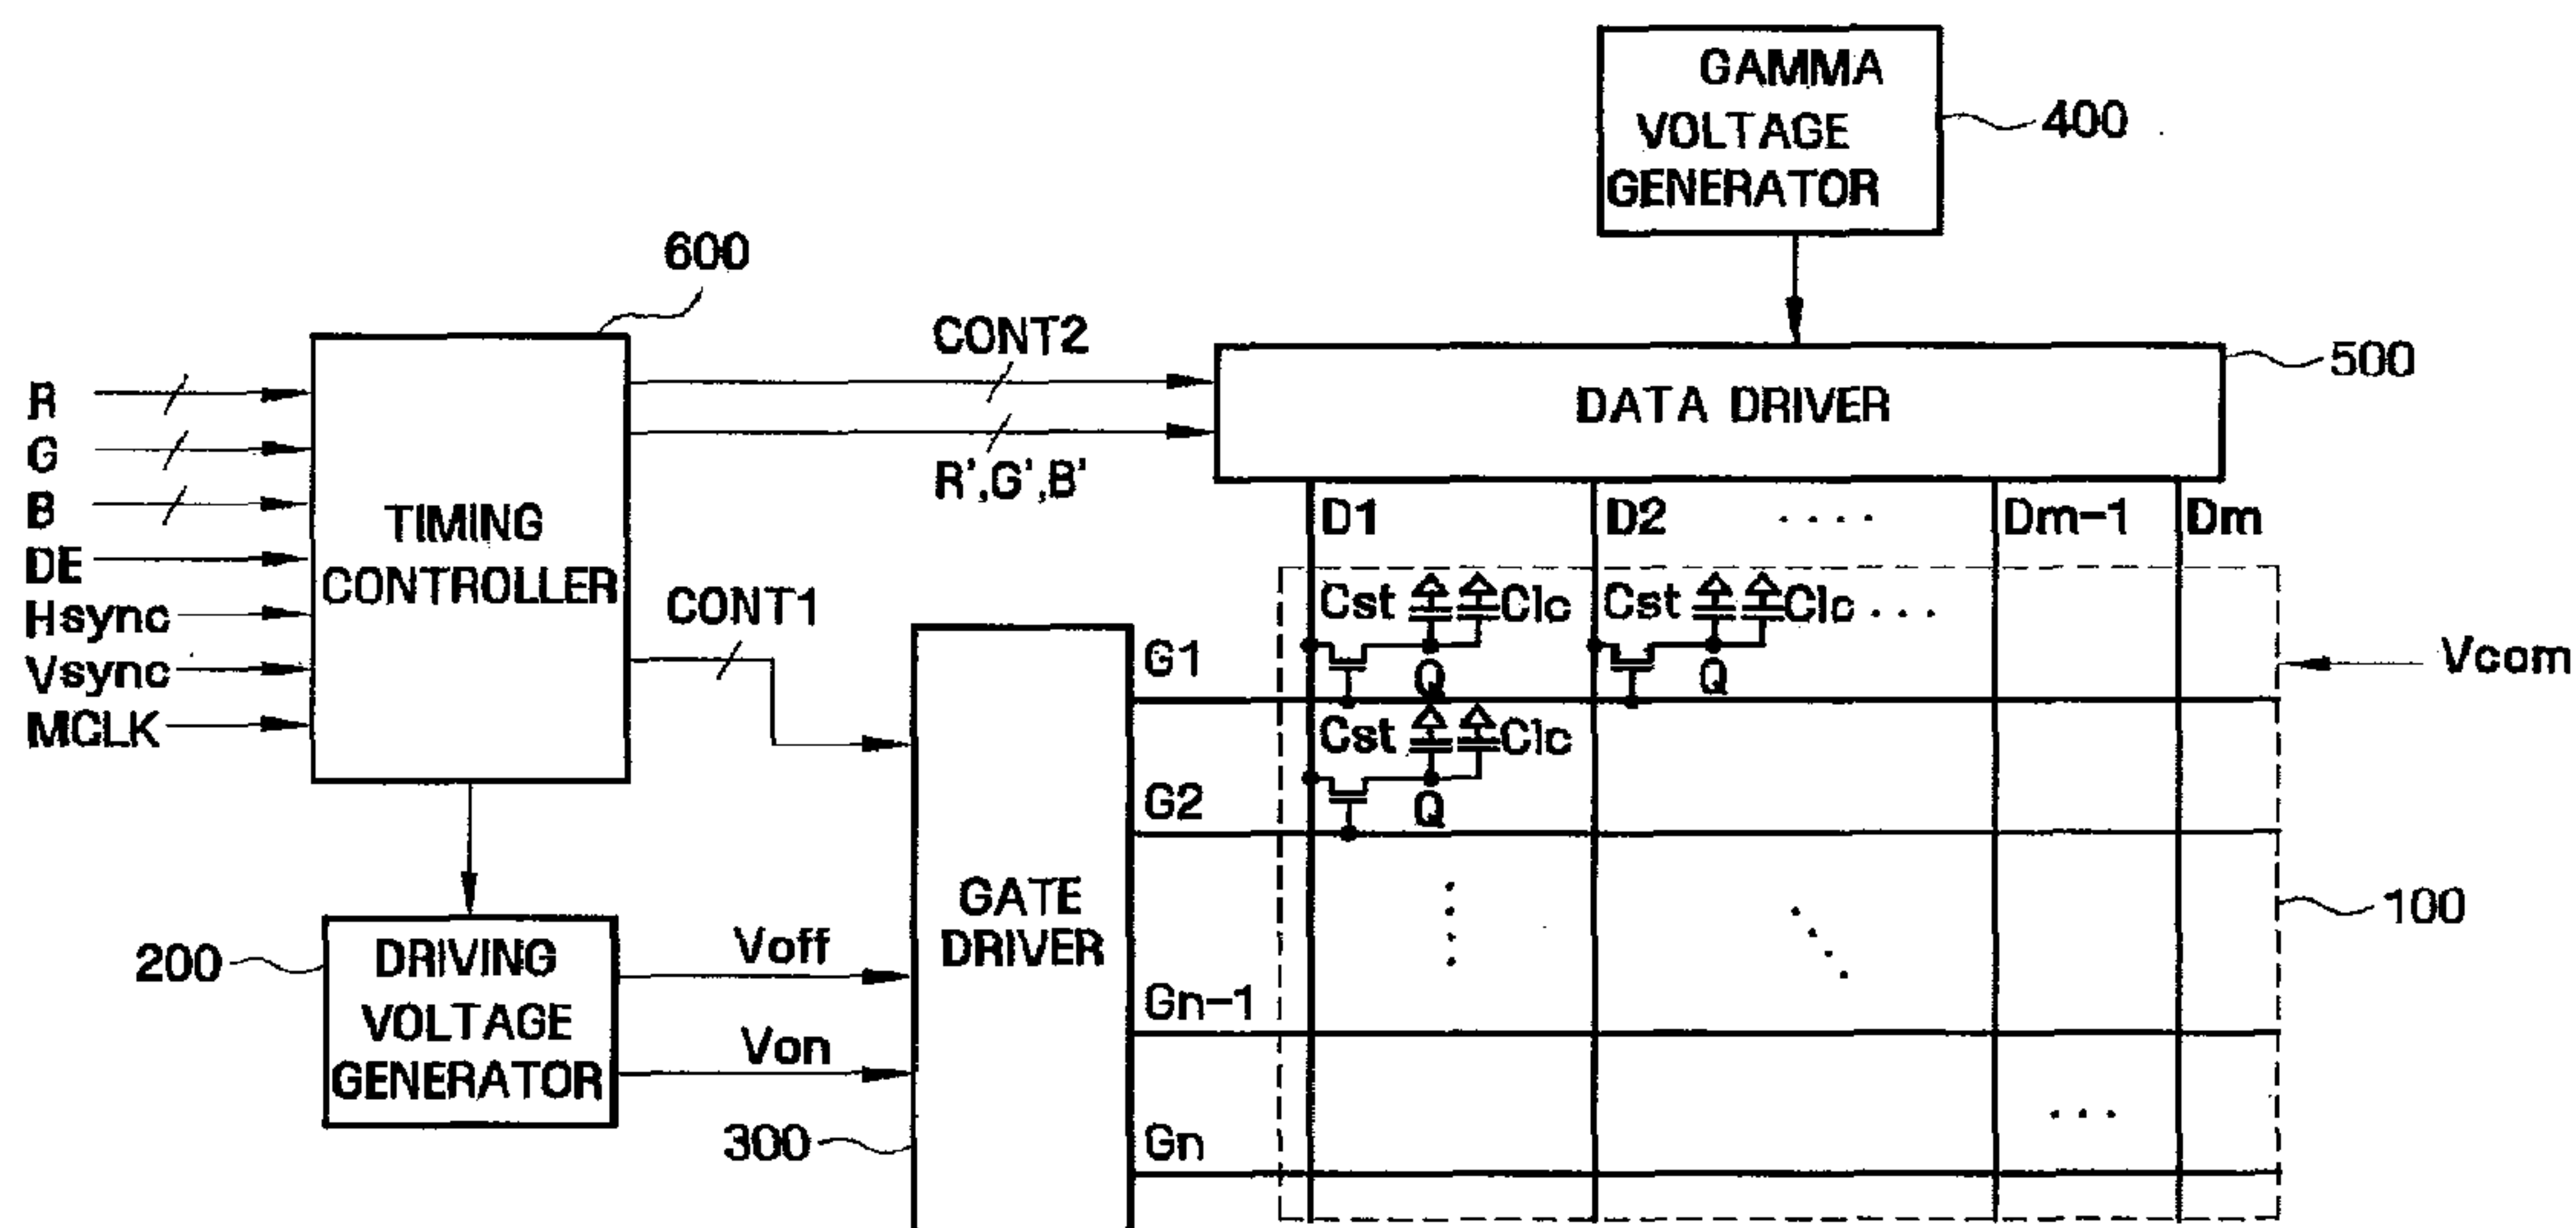 GAMMA
VOLTAGE
GENERATOR
400
600
CONT2
500
DATA DRIVER
R
G
B
DE
Hsync
Vsync
MCLK
TIMING
CONTROLLER
R',G',B'
D1
D2
....
Dm-1
Dm
CONT1
Cst
Clc
Cst
Clc
...
G1
Q
Q
Vcom
Cst
Clc
G2
Q
GATE
DRIVER
100
200
DRIVING
VOLTAGE
GENERATOR
Voff
Von
Gn-1
...
300
Gn